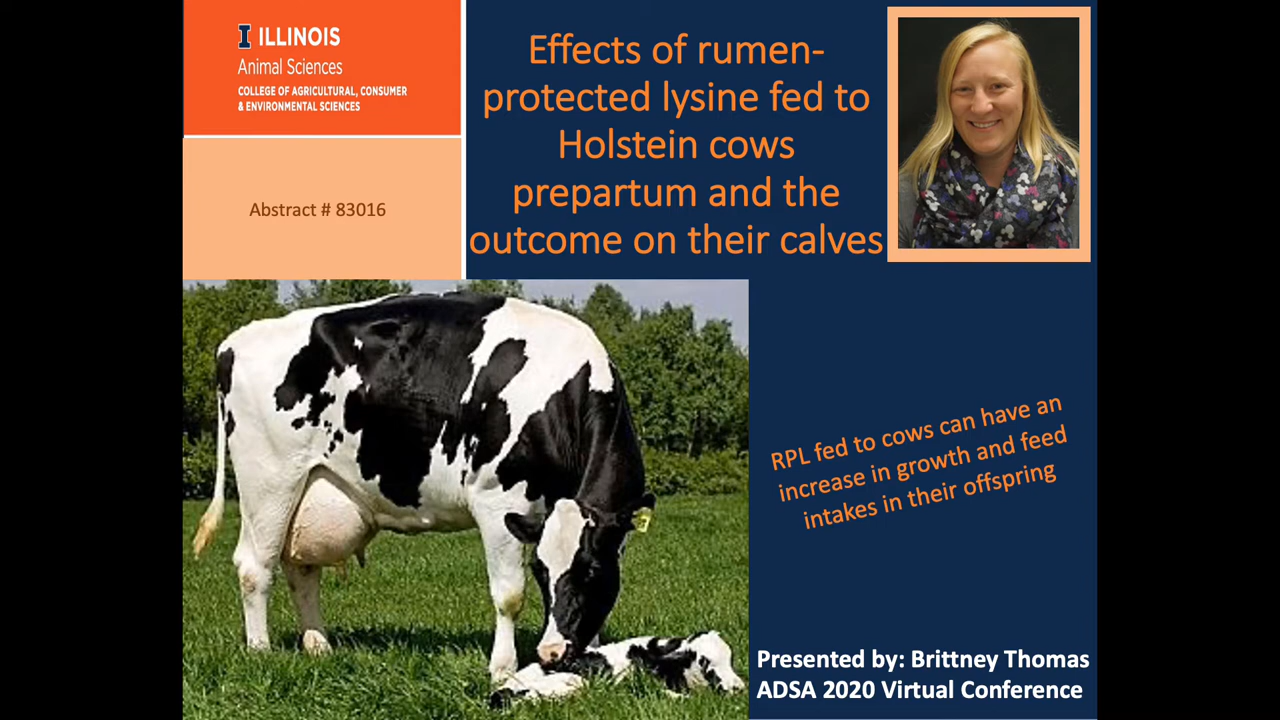 I ILLINOIS
Animal Sciences
COLLEGE OF AGRICULTURAL, CONSUMER
& ENVIRONMENTAL SCIENCES
Abstract # 83016
Effects of rumen-
protected lysine fed to
Holstein cows
prepartum and the
outcome on their calves
RPL fed to cows can have an
increase in growth and feed
intakes in their offspring
Presented by: Brittney Thomas
ADSA 2020 Virtual Conference